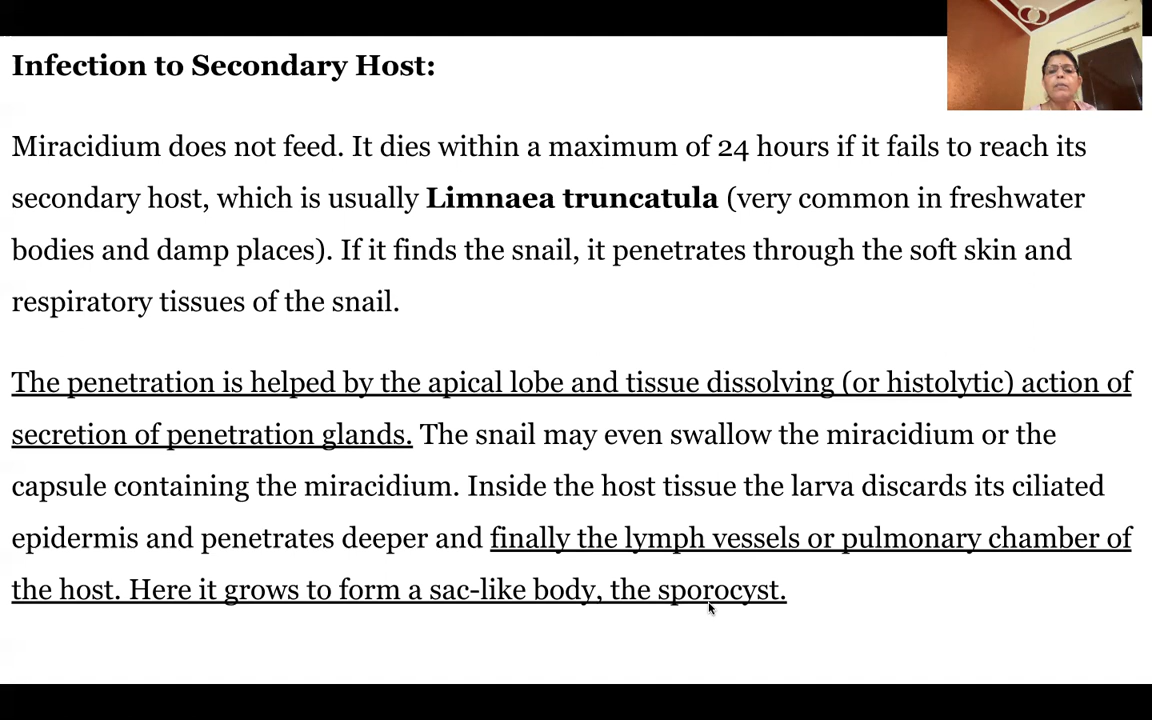 Infection to Secondary Host:
Miracidium does not feed. It dies within a maximum of 24 hours if it fails to reach its
secondary host, which is usually Limnaea truncatula (very common in freshwater
bodies and damp places). If it finds the snail, it penetrates through the soft skin and
respiratory tissues of the snail.
The penetration is helped by the apical lobe and tissue dissolving (or histolytic) action of
secretion of penetration glands. The snail may even swallow the miracidium or the
capsule containing the miracidium. Inside the host tissue the larva discards its ciliated
epidermis and penetrates deeper and finally the lymph vessels or pulmonary chamber of
the host. Here it grows to form a sac-like body, the sporocyst.